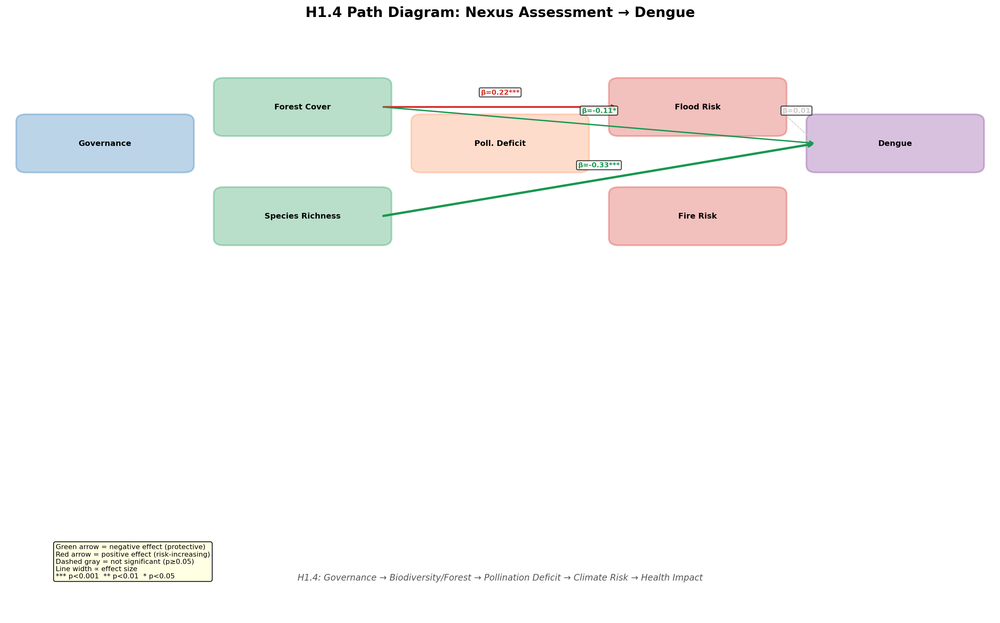 H1.4 Path Diagram: Nexus Assessment → Dengue
β=0.22***
Forest Cover
Flood Risk
β=-0.11*
β=0.01
Governance
Poll. Deficit
Dengue
β=-0.33***
Species Richness
Fire Risk
Green arrow = negative effect (protective)
Red arrow = positive effect (risk-increasing)
Dashed gray = not significant (p≥0.05)
Line width ∝ effect size
*** p<0.001  ** p<0.01  * p<0.05
H1.4: Governance → Biodiversity/Forest → Pollination Deficit → Climate Risk → Health Impact